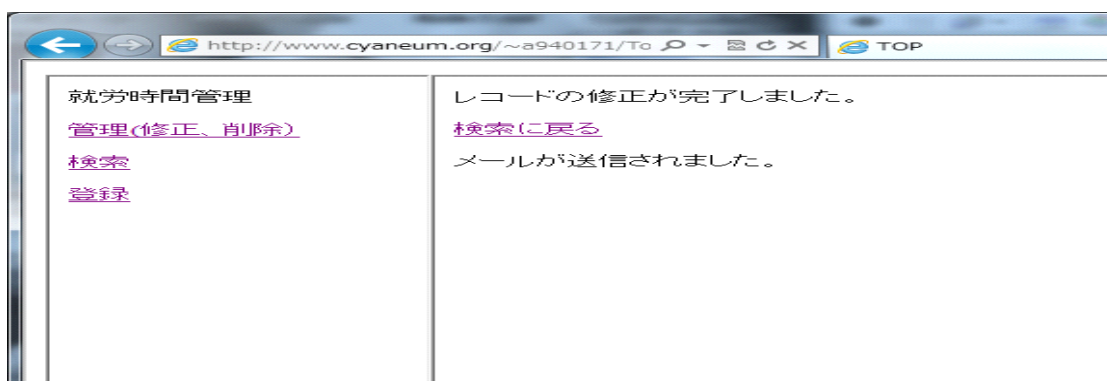 http://www.cyaneum.org/~a940171/To
TOP
就労時間管理
管理(修正、削除)
検索
登録
レコードの修正が完了しました。
検索に戻る
メールが送信されました。